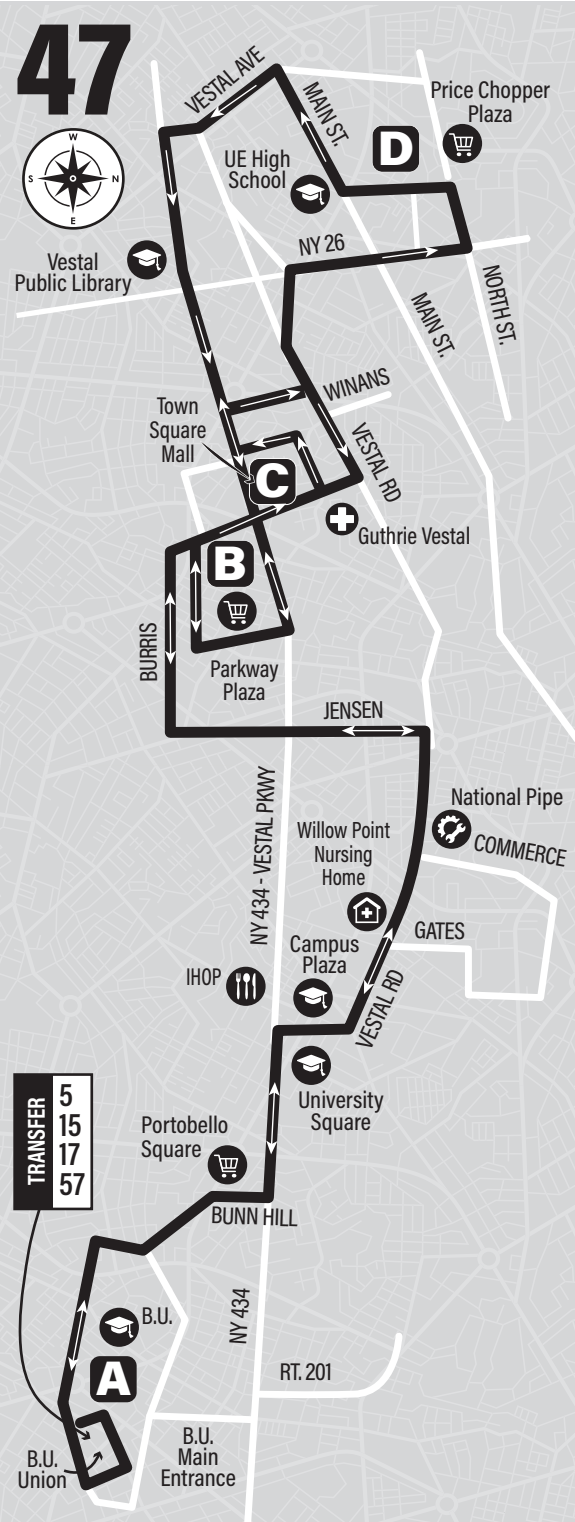 47
W
S
N
E
VESTAL AVE
MAIN ST.
Price Chopper
Plaza
D
UE High
School
NY 26
Vestal
Public Library
MAIN ST.
NORTH ST.
WINANS
Town
Square
Mall
VESTAL RD
C
Guthrie Vestal
B
BURRIS
Parkway
Plaza
JENSEN
NY 434 - VESTAL PKWY
National Pipe
COMMERCE
Willow Point
Nursing
Home
GATES
Campus
Plaza
IHOP
VESTAL RD
University
Square
TRANSFER
5
15
17
57
Portobello
Square
BUNN HILL
B.U.
NY 434
A
RT. 201
B.U.
Main
Entrance
B.U.
Union